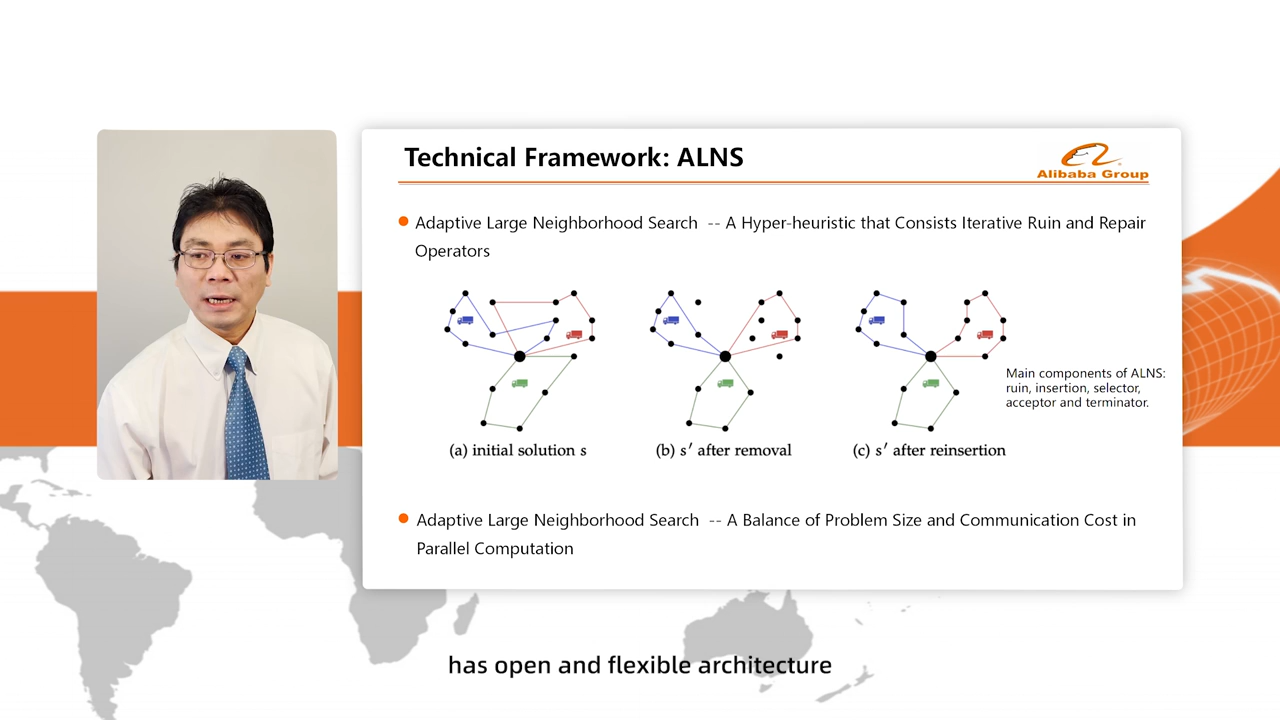 Technical Framework: ALNS
Alibaba Group
Adaptive Large Neighborhood Search -- A Hyper-heuristic that Consists Iterative Ruin and Repair
Operators
Main components of ALNS:
ruin, insertion, selector,
acceptor and terminator.
(a) initial solution s
(b) s′ after removal
(c) s′ after reinsertion
Adaptive Large Neighborhood Search -- A Balance of Problem Size and Communication Cost in
Parallel Computation
has open and flexible architecture